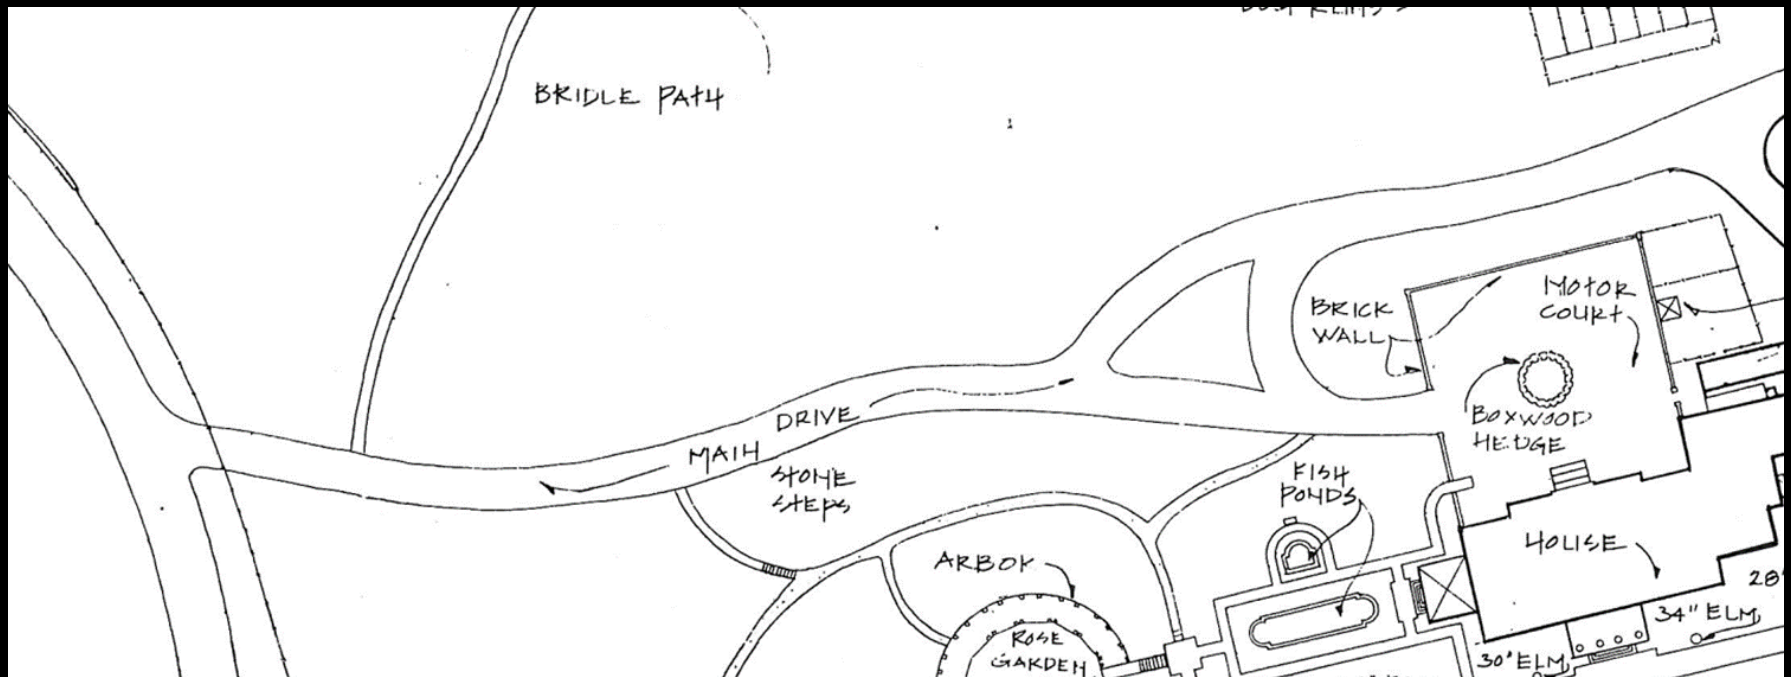 BRIDLE PATH
BRICK
WALL
MOTOR
COURT
BOXWOOD
HEDGE
MAIN DRIVE
STONE
STEPS
FISH
PONDS
ARBOR
HOUSE
ROSE
GARDEN
28"
34" ELM
30" ELM